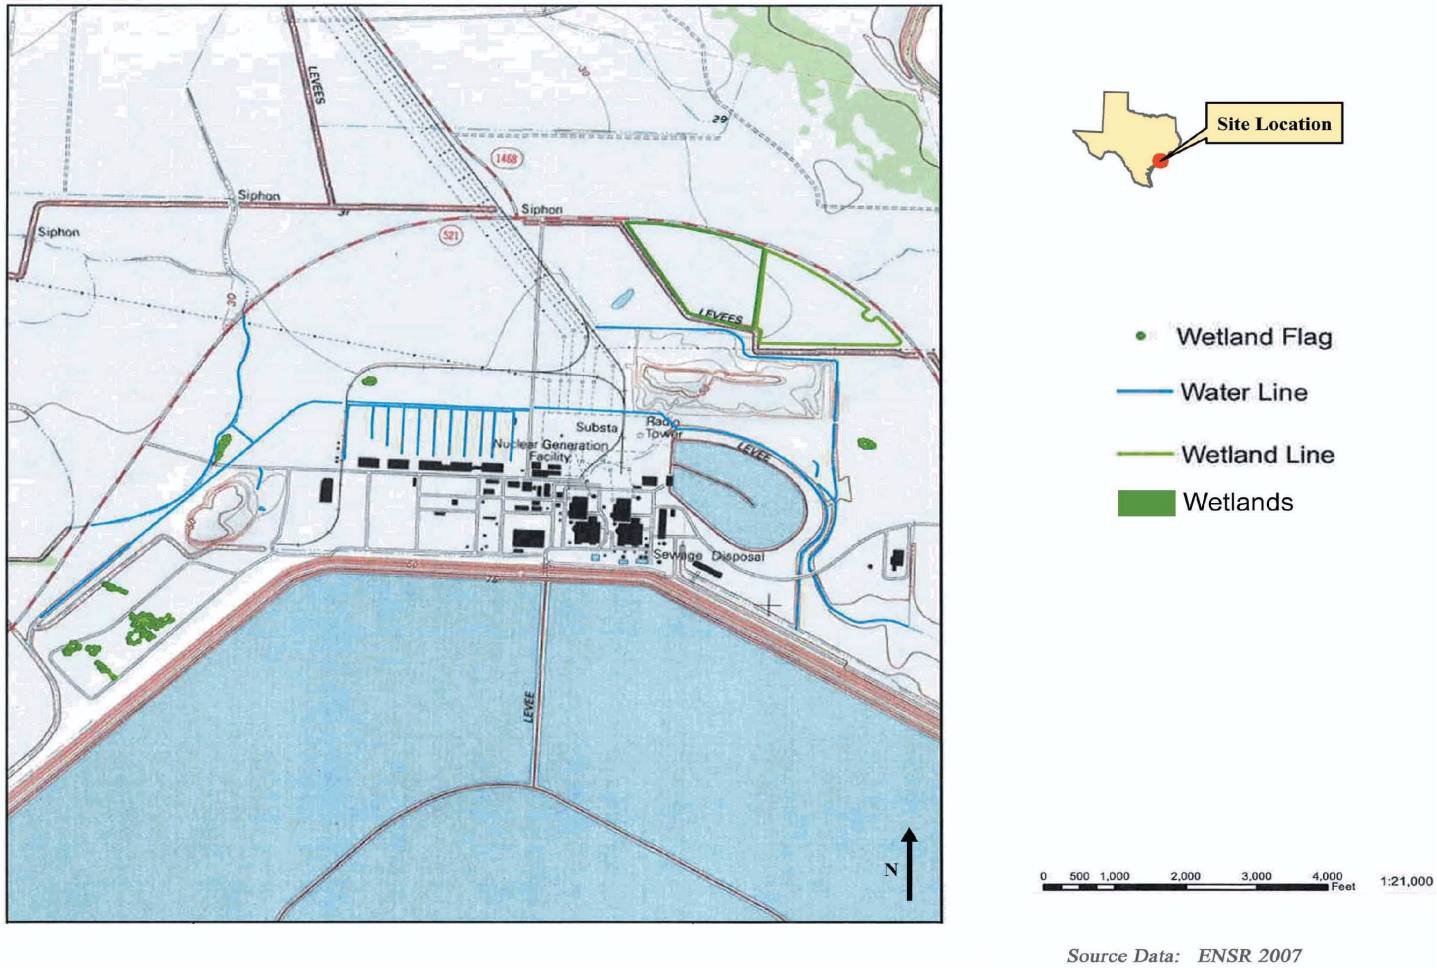 LEVEES
30
29
1468
Siphon
31
Siphon
Siphon
521
30
LEVEES
Substa
Radio
Tower
Nuclear Generation
Facility
LEVEE
Sewage Disposal
LEVEE
N
Site Location
Wetland Flag
Water Line
Wetland Line
Wetlands
0 500 1,000 2,000 3,000 4,000
Feet
1:21,000
Source Data: ENSR 2007